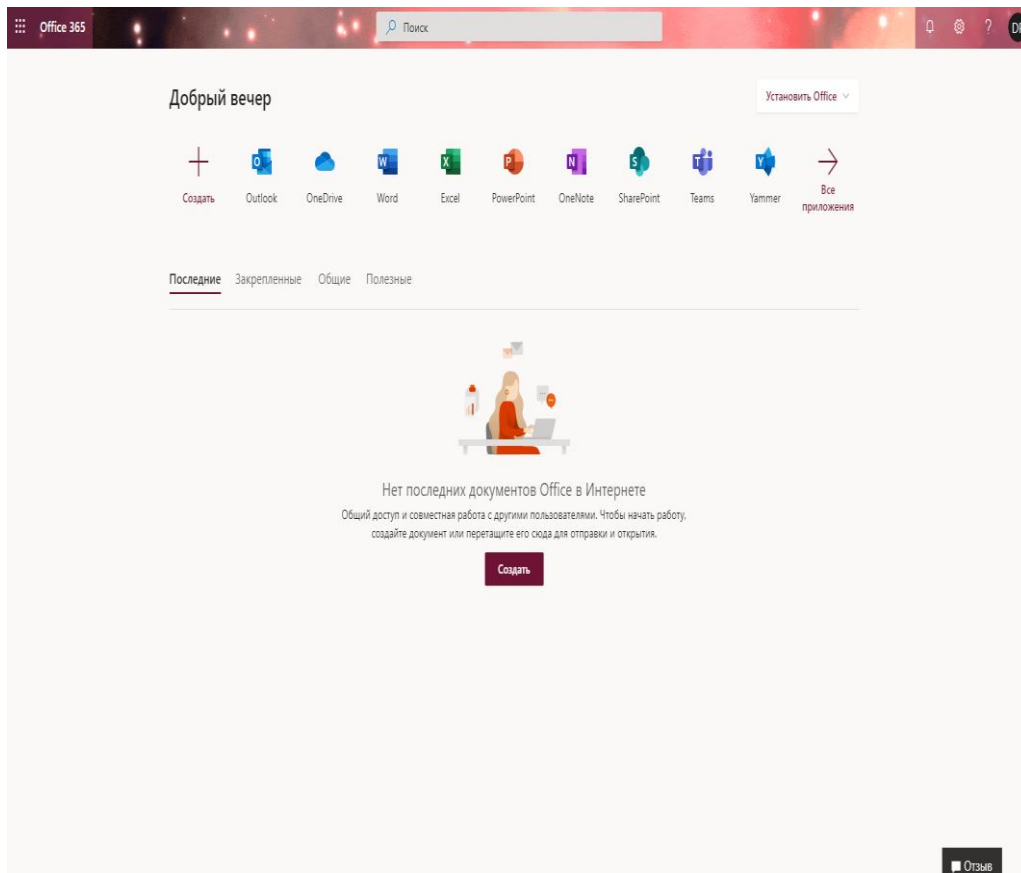 Office 365
Поиск
?
Добрый вечер
Установить Office
Создать
Outlook
OneDrive
Word
Excel
PowerPoint
OneNote
SharePoint
Teams
Yammer
Все
приложения
Последние
Закрепленные
Общие
Полезные
Нет последних документов Office в Интернете
Общий доступ и совместная работа с другими пользователями. Чтобы начать работу,
создайте документ или перетащите его сюда для отправки и открытия.
Создать
Отзыв